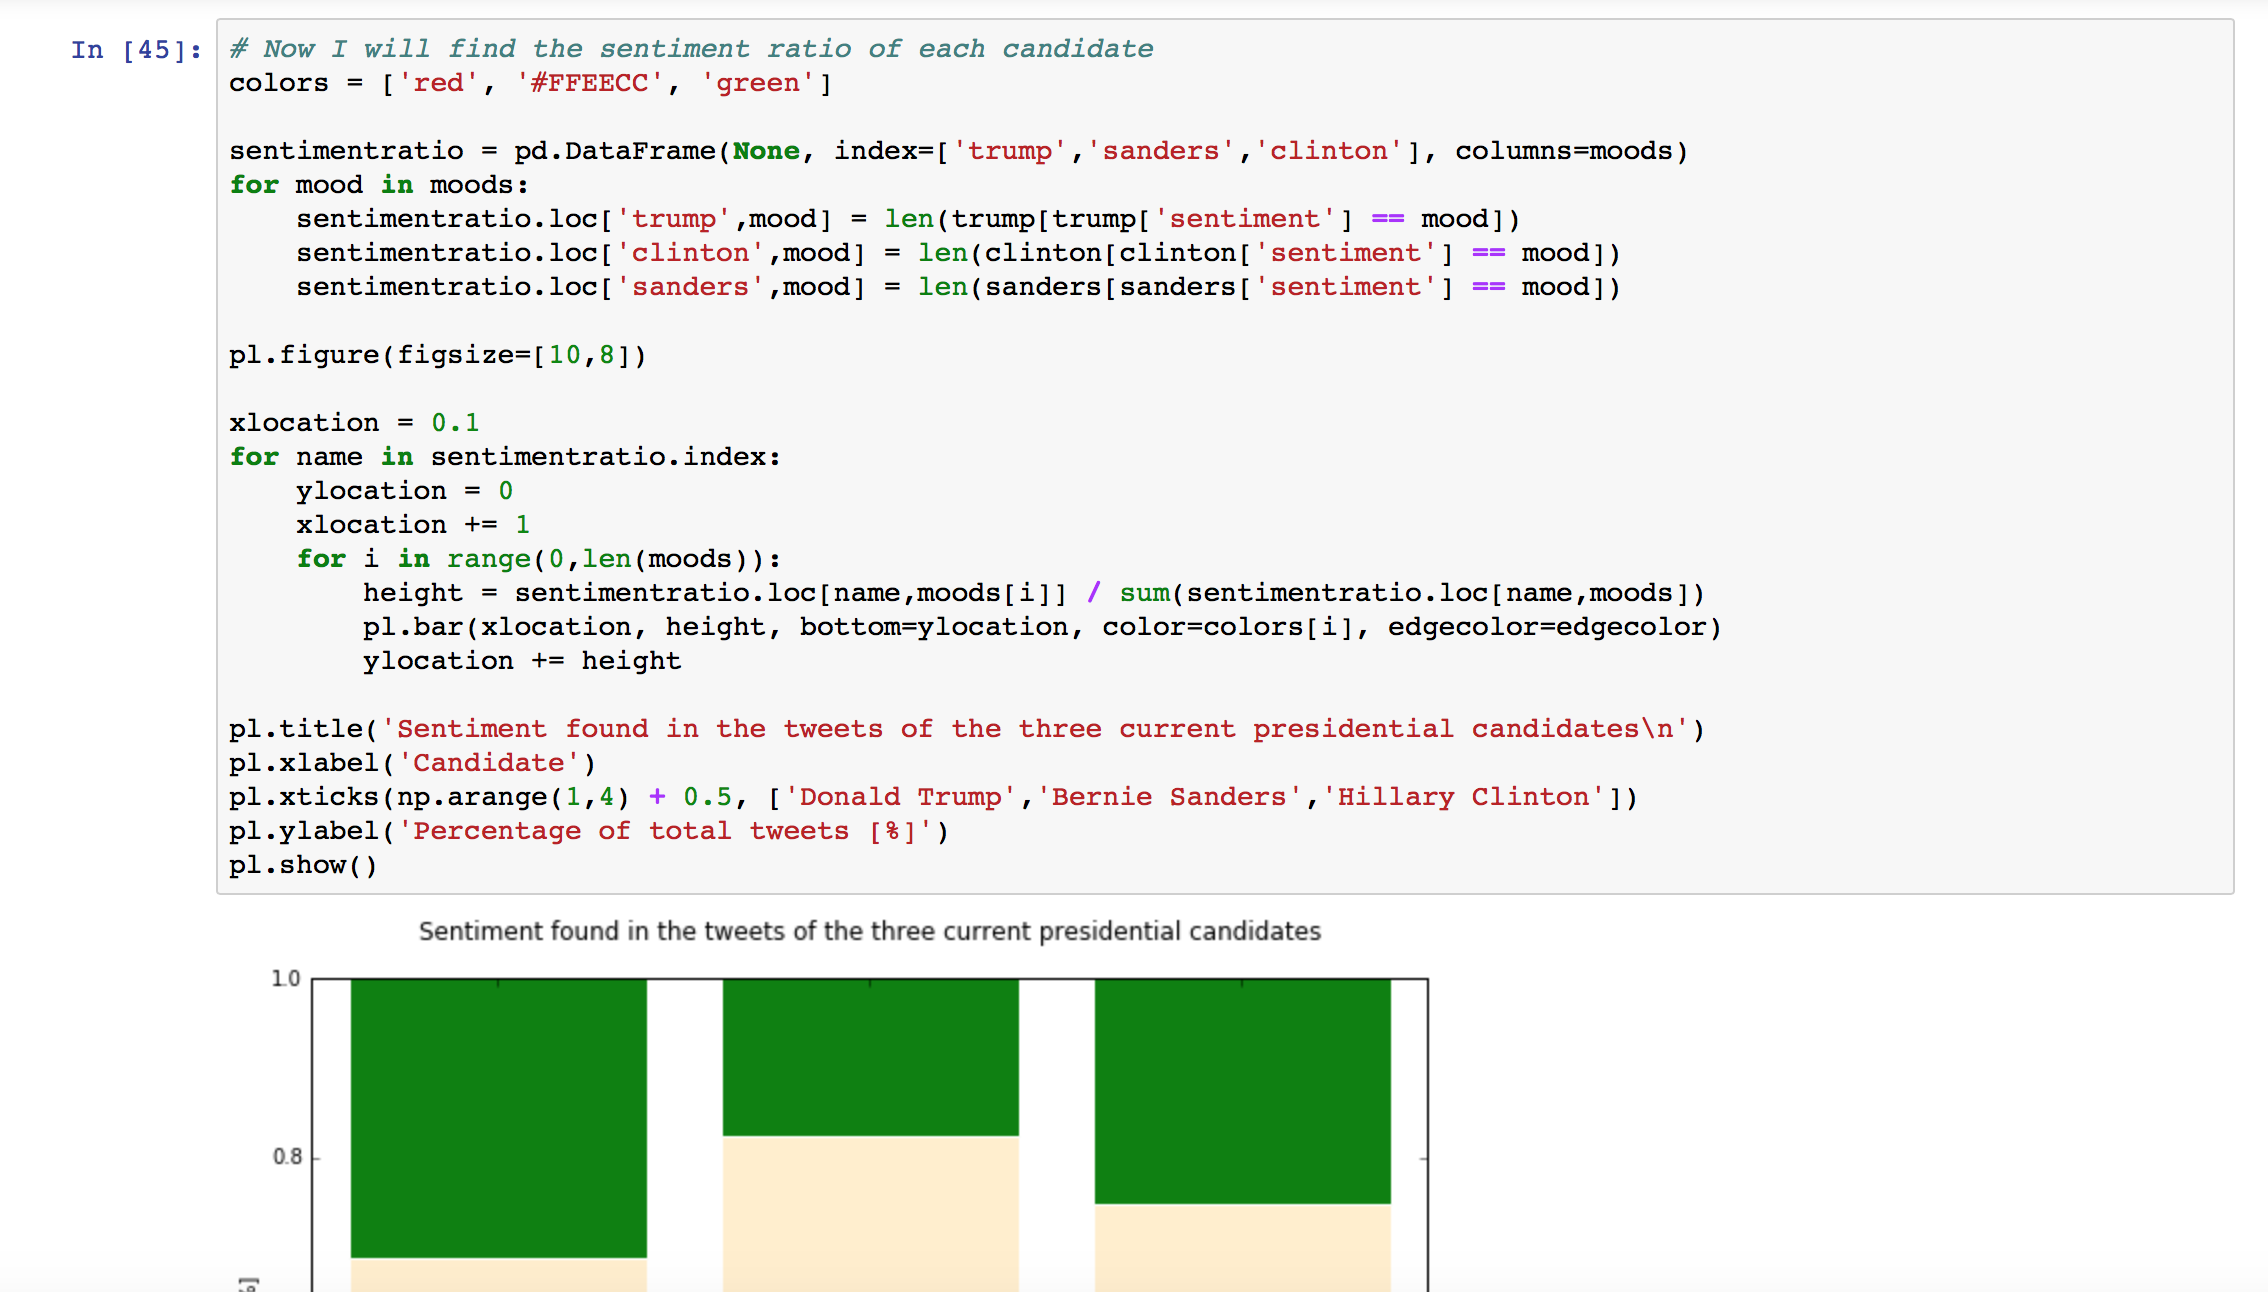 In [45]:
# Now I will find the sentiment ratio of each candidate
colors = ['red', '#FFEECC', 'green']
sentimentratio = pd.DataFrame(None, index=['trump','sanders','clinton'], columns=moods)
for mood in moods:
    sentimentratio.loc['trump',mood] = len(trump[trump['sentiment'] == mood])
    sentimentratio.loc['clinton',mood] = len(clinton[clinton['sentiment'] == mood])
    sentimentratio.loc['sanders',mood] = len(sanders[sanders['sentiment'] == mood])
pl.figure(figsize=[10,8])
xlocation = 0.1
for name in sentimentratio.index:
    ylocation = 0
    xlocation += 1
    for i in range(0,len(moods)):
        height = sentimentratio.loc[name,moods[i]] / sum(sentimentratio.loc[name,moods])
        pl.bar(xlocation, height, bottom=ylocation, color=colors[i], edgecolor=edgecolor)
        ylocation += height
pl.title('Sentiment found in the tweets of the three current presidential candidates\n')
pl.xlabel('Candidate')
pl.xticks(np.arange(1,4) + 0.5, ['Donald Trump','Bernie Sanders','Hillary Clinton'])
pl.ylabel('Percentage of total tweets [%]')
pl.show()
Sentiment found in the tweets of the three current presidential candidates
1.0
0.8